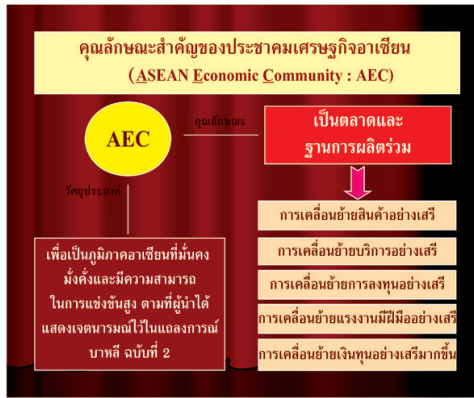 คุณลักษณะสำคัญของประชาคมเศรษฐกิจอาเซียน
(ASEAN Economic Community : AEC)
AEC
คุณลักษณะ
เป็นตลาดและ
ฐานการผลิตร่วม
วัตถุประสงค์
เพื่อเป็นภูมิภาคอาเซียนที่มั่นคง
มั่งคั่งและมีความสามารถ
ในการแข่งขันสูง ตามที่ผู้นำได้
แสดงเจตนารมณ์ไว้ในแถลงการณ์
บาหลี ฉบับที่ 2
การเคลื่อนย้ายสินค้าอย่างเสรี
การเคลื่อนย้ายบริการอย่างเสรี
การเคลื่อนย้ายการลงทุนอย่างเสรี
การเคลื่อนย้ายแรงงานมีฝีมืออย่างเสรี
การเคลื่อนย้ายเงินทุนอย่างเสรีมากขึ้น